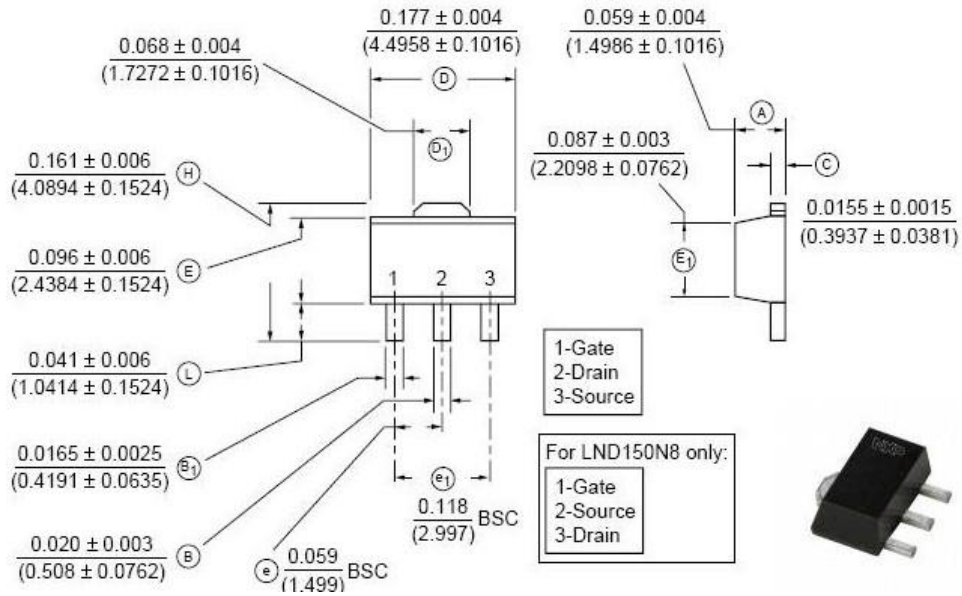 0.177 ± 0.004
(4.4958 ± 0.1016)
D
0.059 ± 0.004
(1.4986 ± 0.1016)
A
0.068 ± 0.004
(1.7272 ± 0.1016)
D1
0.087 ± 0.003
(2.2098 ± 0.0762)
E1
C
0.0155 ± 0.0015
(0.3937 ± 0.0381)
0.161 ± 0.006
(4.0894 ± 0.1524)
H
0.096 ± 0.006
(2.4384 ± 0.1524)
E
1 2 3
0.041 ± 0.006
(1.0414 ± 0.1524)
L
0.0165 ± 0.0025
(0.4191 ± 0.0635)
B1
0.020 ± 0.003
(0.508 ± 0.0762)
B
e
0.059
(1.499)
BSC
e1
0.118
(2.997)
BSC
1-Gate
2-Drain
3-Source
For LND150N8 only:
1-Gate
2-Source
3-Drain
NXP